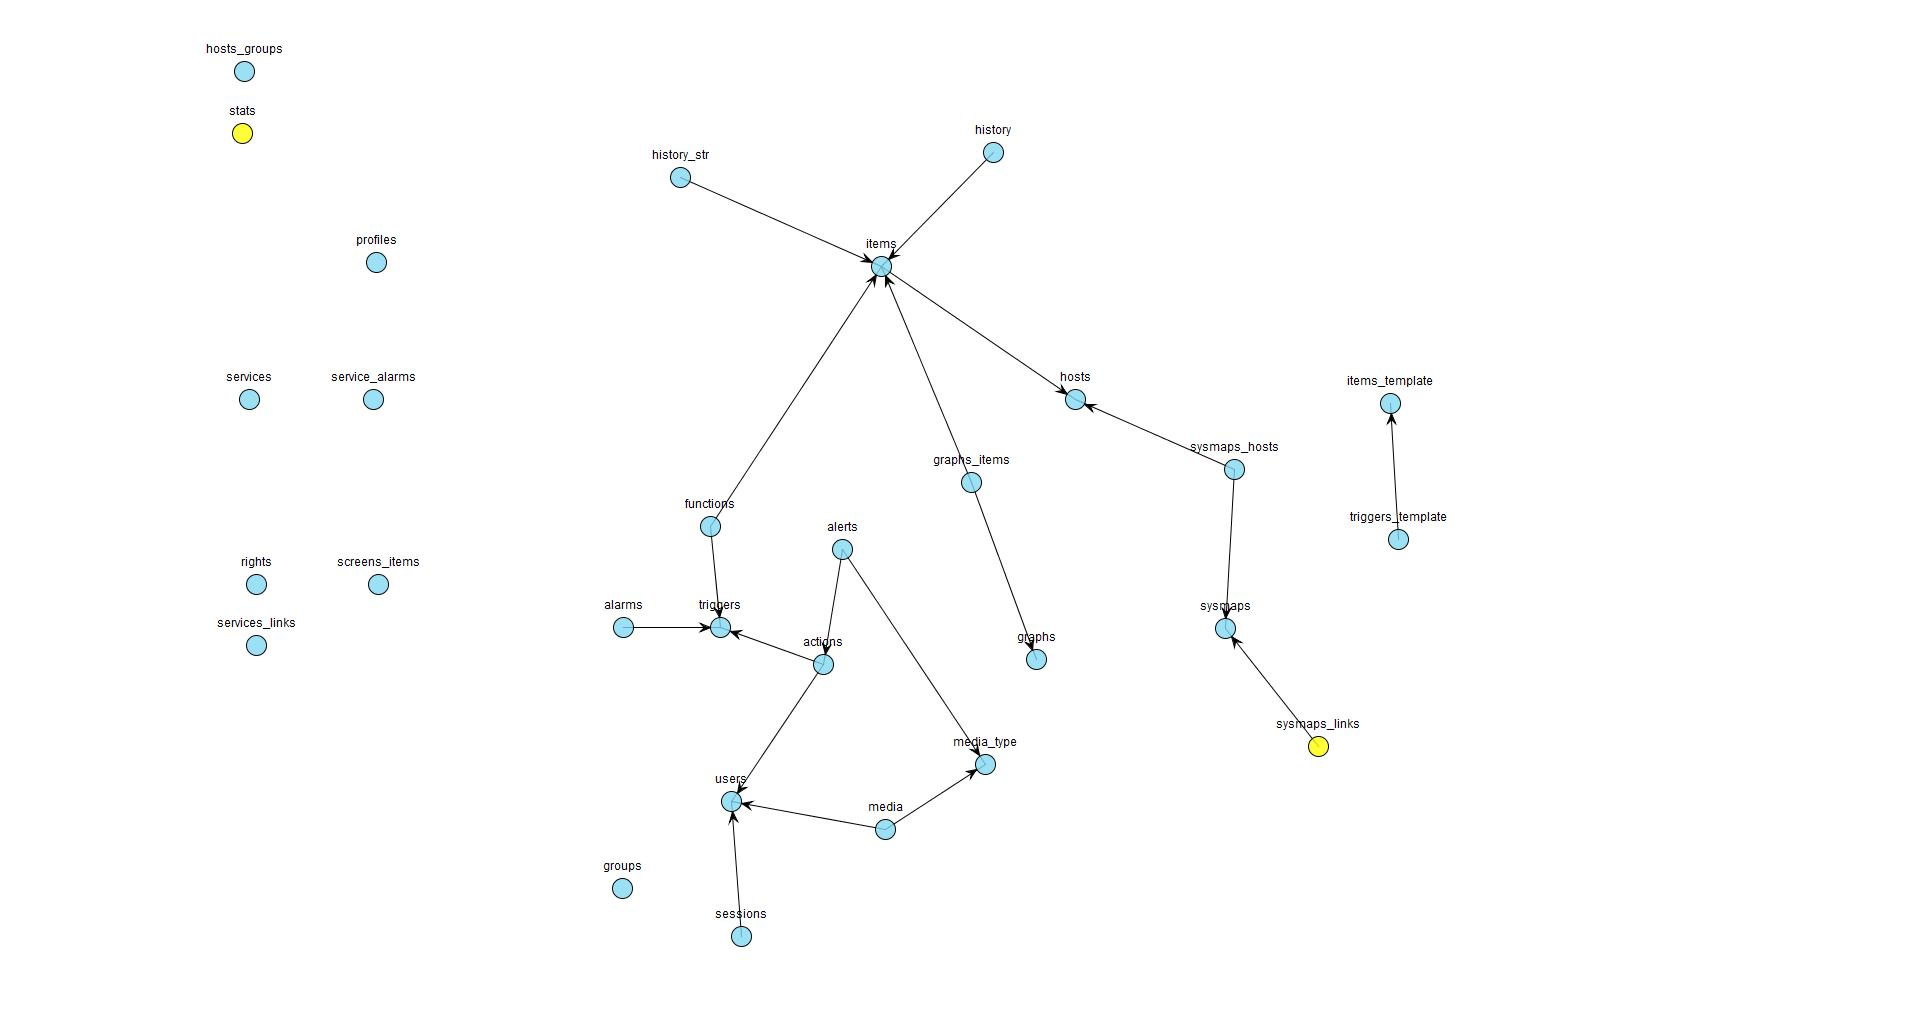 hosts_groups
stats
history
history_str
profiles
items
services
service_alarms
hosts
items_template
sysmaps_hosts
graphs_items
functions
triggers_template
alerts
rights
screens_items
alarms
triggers
sysmaps
services_links
actions
graphs
sysmaps_links
media_type
users
media
groups
sessions